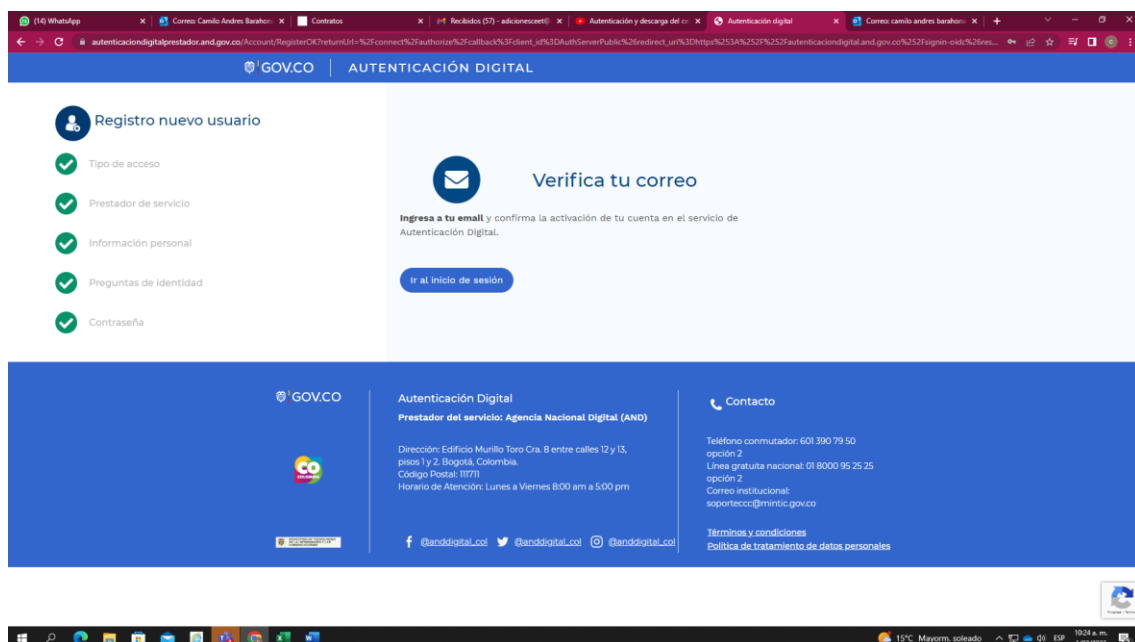 (14) WhatsApp
Correo: Camilo Andres Barahon
Contratos
Recibidos (57) - adicionesceet@
Autenticación y descarga del cer
Autenticación digital
Correo: camilo andres barahona
autenticaciondigitalprestador.and.gov.co/Account/RegisterOK?returnUrl=%2Fconnect%2Fauthorize%2Fcallback%3Fclient_id%3DAuthServerPublic%26redirect_uri%3Dhttps%253A%252F%252Fautenticaciondigital.and.gov.co%252Fsignin-oidc%26res...
GOV.CO
AUTENTICACIÓN DIGITAL
Registro nuevo usuario
Tipo de acceso
Prestador de servicio
Información personal
Preguntas de identidad
Contraseña
Verifica tu correo
Ingresa a tu email y confirma la activación de tu cuenta en el servicio de
Autenticación Digital.
Ir al inicio de sesión
GOV.CO
CO
COLOMBIA
Autenticación Digital
Prestador del servicio: Agencia Nacional Digital (AND)
Dirección: Edificio Murillo Toro Cra. 8 entre calles 12 y 13,
pisos 1 y 2. Bogotá, Colombia.
Código Postal: 111711
Horario de Atención: Lunes a Viernes 8:00 am a 5:00 pm
@anddigital_col
@anddigital_col
@anddigital_col
Contacto
Teléfono conmutador: 601 390 79 50
opción 2
Línea gratuita nacional: 01 8000 95 25 25
opción 2
Correo institucional:
soporteccc@mintic.gov.co
Términos y condiciones
Política de tratamiento de datos personales
15°C Mayorm. soleado
ESP
10:24 a. m.